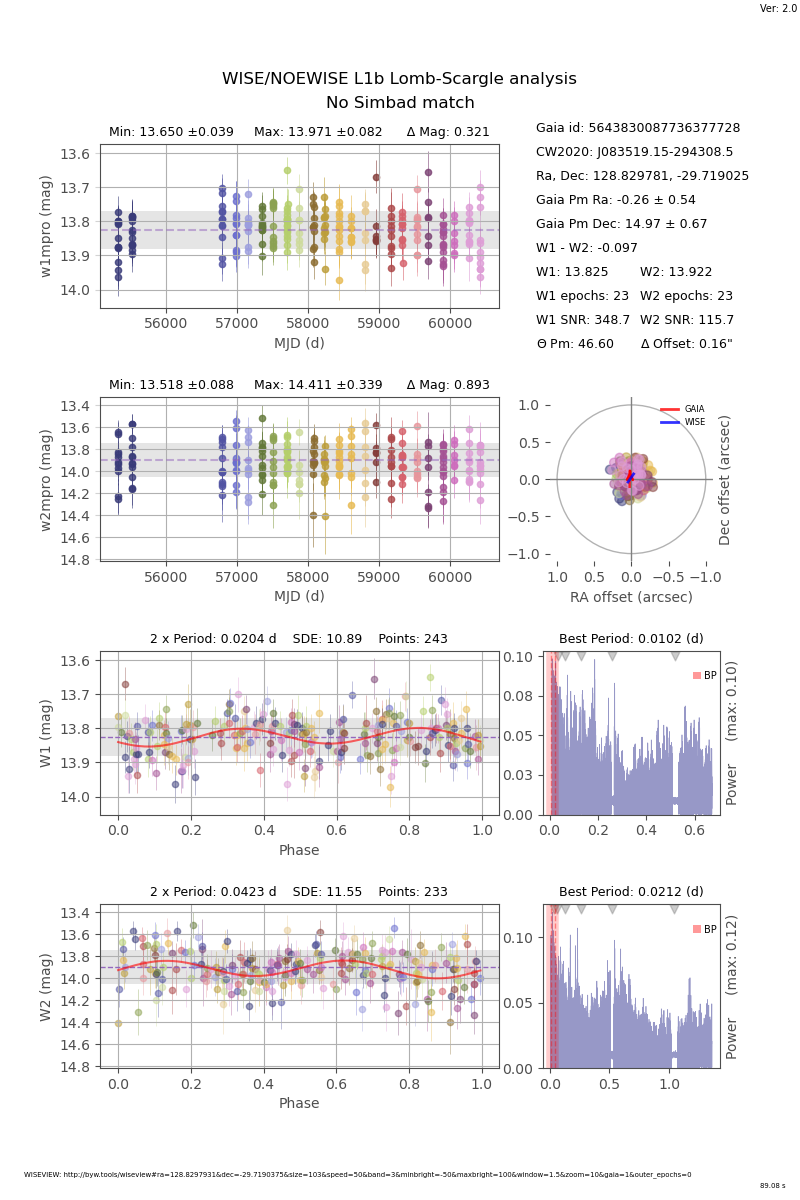 Ver: 2.0
WISE/NOEWISE L1b Lomb-Scargle analysis
No Simbad match
Min: 13.650 ±0.039 Max: 13.971 ±0.082 Δ Mag: 0.321
13.6
13.7
13.8
13.9
14.0
w1mpro (mag)
56000 57000 58000 59000 60000
MJD (d)
Gaia id: 5643830087736377728
CW2020: J083519.15-294308.5
Ra, Dec: 128.829781, -29.719025
Gaia Pm Ra: -0.26 ± 0.54
Gaia Pm Dec: 14.97 ± 0.67
W1 - W2: -0.097
W1: 13.825 W2: 13.922
W1 epochs: 23 W2 epochs: 23
W1 SNR: 348.7 W2 SNR: 115.7
Θ Pm: 46.60 Δ Offset: 0.16"
Min: 13.518 ±0.088 Max: 14.411 ±0.339 Δ Mag: 0.893
13.4
13.6
13.8
14.0
14.2
14.4
14.6
14.8
w2mpro (mag)
56000 57000 58000 59000 60000
MJD (d)
GAIA
WISE
1.0
0.5
0.0
−0.5
−1.0
Dec offset (arcsec)
1.0 0.5 0.0 −0.5 −1.0
RA offset (arcsec)
2 x Period: 0.0204 d SDE: 10.89 Points: 243
13.6
13.7
13.8
13.9
14.0
W1 (mag)
0.0 0.2 0.4 0.6 0.8 1.0
Phase
Best Period: 0.0102 (d)
BP
0.10
0.08
0.05
0.03
0.00
Power (max: 0.10)
0.0 0.2 0.4 0.6
2 x Period: 0.0423 d SDE: 11.55 Points: 233
13.4
13.6
13.8
14.0
14.2
14.4
14.6
14.8
W2 (mag)
0.0 0.2 0.4 0.6 0.8 1.0
Phase
Best Period: 0.0212 (d)
BP
0.10
0.05
0.00
Power (max: 0.12)
0.0 0.5 1.0
WISEVIEW: http://byw.tools/wiseview#ra=128.8297931&dec=-29.7190375&size=103&speed=50&band=3&minbright=-50&maxbright=100&window=1.5&zoom=10&gaia=1&outer_epochs=0
89.08 s